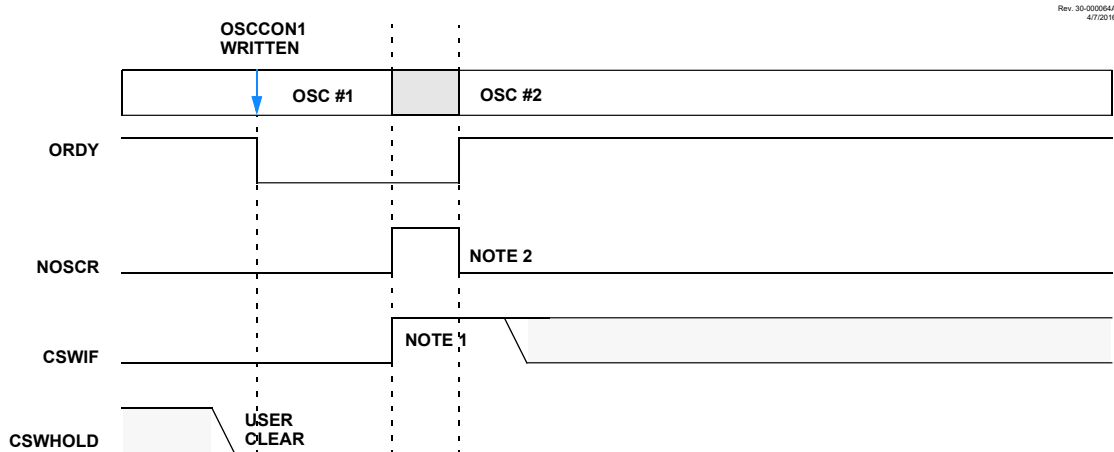 Rev. 30-000064A
4/7/2016
OSCCON1
WRITTEN
OSC #1
OSC #2
ORDY
NOSCR
NOTE 2
CSWIF
NOTE 1
CSWHOLD
USER
CLEAR